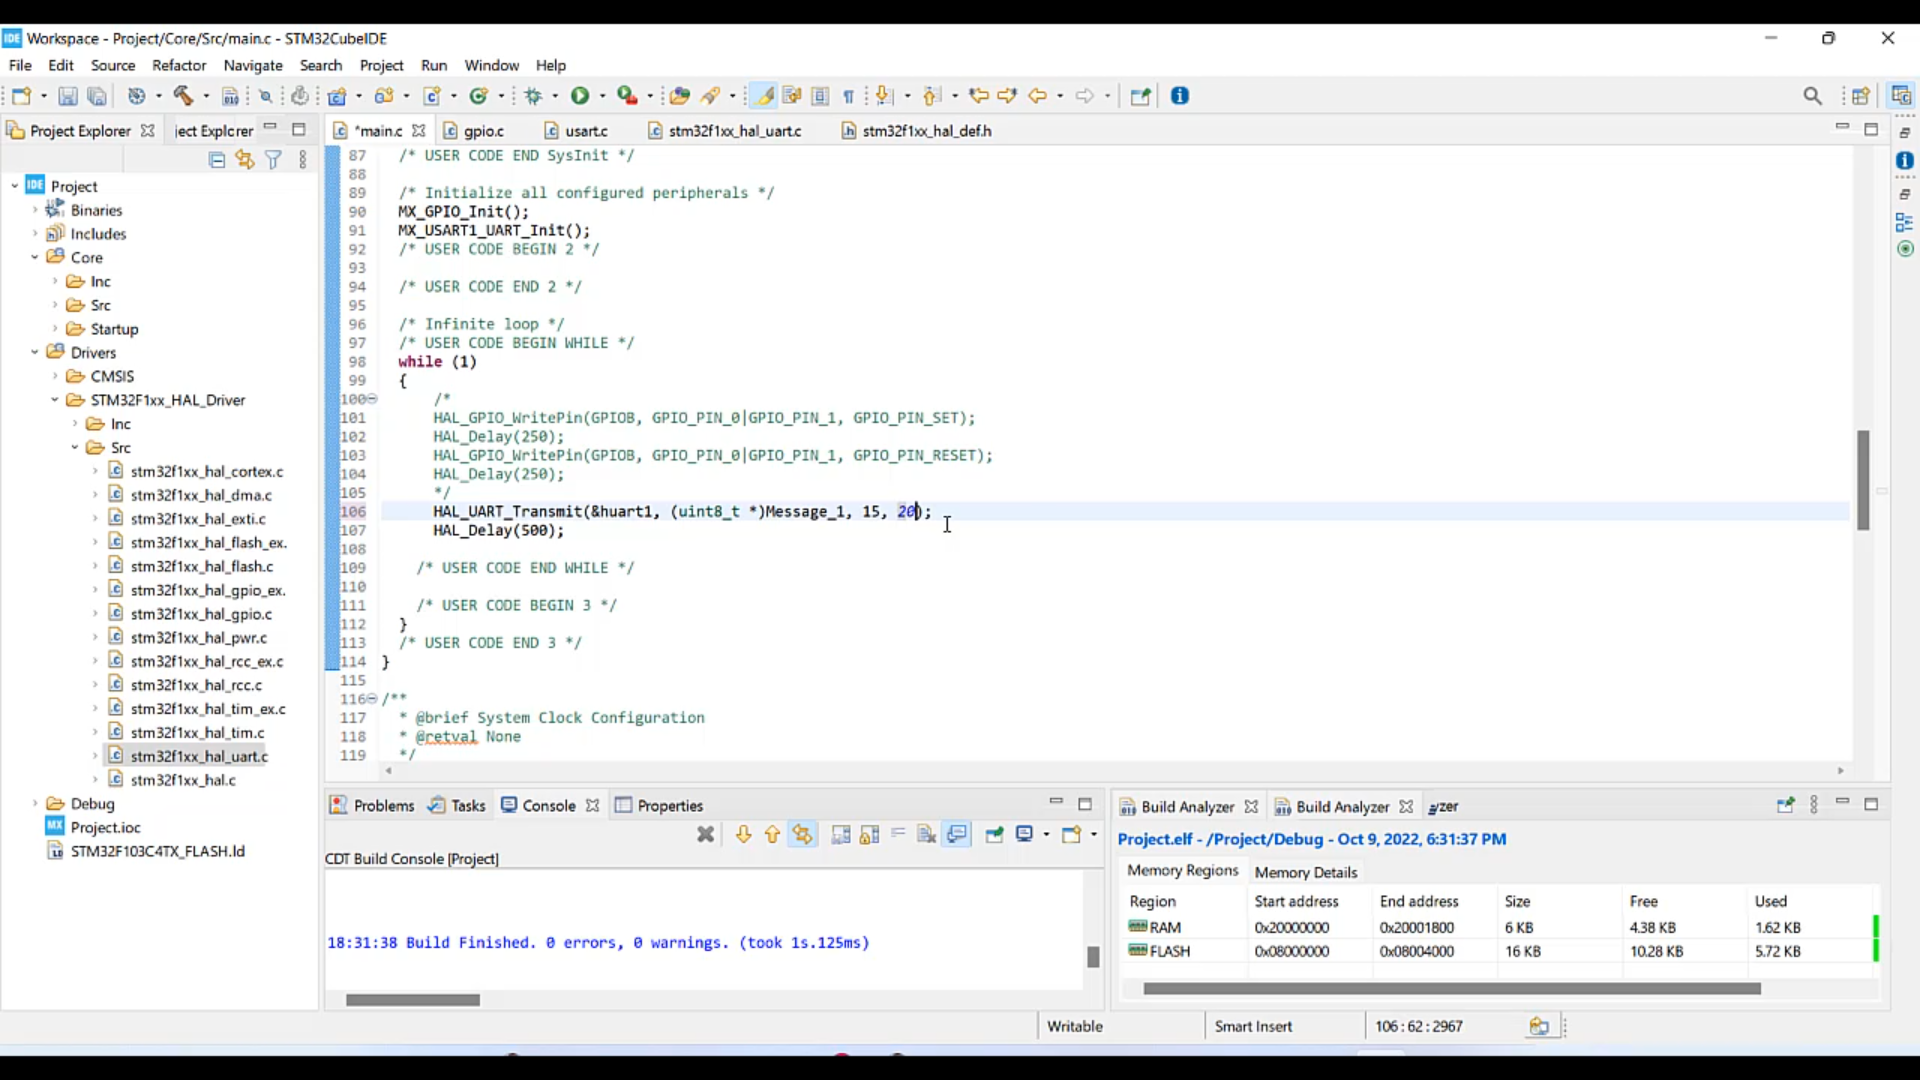 IDE Workspace - Project/Core/Src/main.c - STM32CubeIDE
File Edit Source Refactor Navigate Search Project Run Window Help
Project Explorer ject Explorer
*main.c gpio.c usart.c stm32f1xx_hal_uart.c stm32f1xx_hal_def.h
IDE Project
Binaries
Includes
Core
Inc
Src
Startup
Drivers
CMSIS
STM32F1xx_HAL_Driver
Inc
Src
stm32f1xx_hal_cortex.c
stm32f1xx_hal_dma.c
stm32f1xx_hal_exti.c
stm32f1xx_hal_flash_ex.
stm32f1xx_hal_flash.c
stm32f1xx_hal_gpio_ex.
stm32f1xx_hal_gpio.c
stm32f1xx_hal_pwr.c
stm32f1xx_hal_rcc_ex.c
stm32f1xx_hal_rcc.c
stm32f1xx_hal_tim_ex.c
stm32f1xx_hal_tim.c
stm32f1xx_hal_uart.c
stm32f1xx_hal.c
Debug
MX Project.ioc
STM32F103C4TX_FLASH.ld
87 /* USER CODE END SysInit */
88
89 /* Initialize all configured peripherals */
90 MX_GPIO_Init();
91 MX_USART1_UART_Init();
92 /* USER CODE BEGIN 2 */
93
94 /* USER CODE END 2 */
95
96 /* Infinite loop */
97 /* USER CODE BEGIN WHILE */
98 while (1)
99 {
100 /*
101 HAL_GPIO_WritePin(GPIOB, GPIO_PIN_0|GPIO_PIN_1, GPIO_PIN_SET);
102 HAL_Delay(250);
103 HAL_GPIO_WritePin(GPIOB, GPIO_PIN_0|GPIO_PIN_1, GPIO_PIN_RESET);
104 HAL_Delay(250);
105 */
106 HAL_UART_Transmit(&huart1, (uint8_t *)Message_1, 15, 20);
107 HAL_Delay(500);
108
109 /* USER CODE END WHILE */
110
111 /* USER CODE BEGIN 3 */
112 }
113 /* USER CODE END 3 */
114 }
115
116 /**
117 * @brief System Clock Configuration
118 * @retval None
119 */
Problems Tasks Console Properties
CDT Build Console [Project]
18:31:38 Build Finished. 0 errors, 0 warnings. (took 1s.125ms)
Build Analyzer Build Analyzer yzer
Project.elf - /Project/Debug - Oct 9, 2022, 6:31:37 PM
Memory Regions Memory Details
Region Start address End address Size Free Used
RAM 0x20000000 0x20001800 6 KB 4.38 KB 1.62 KB
FLASH 0x08000000 0x08004000 16 KB 10.28 KB 5.72 KB
Writable Smart Insert 106 : 62 : 2967